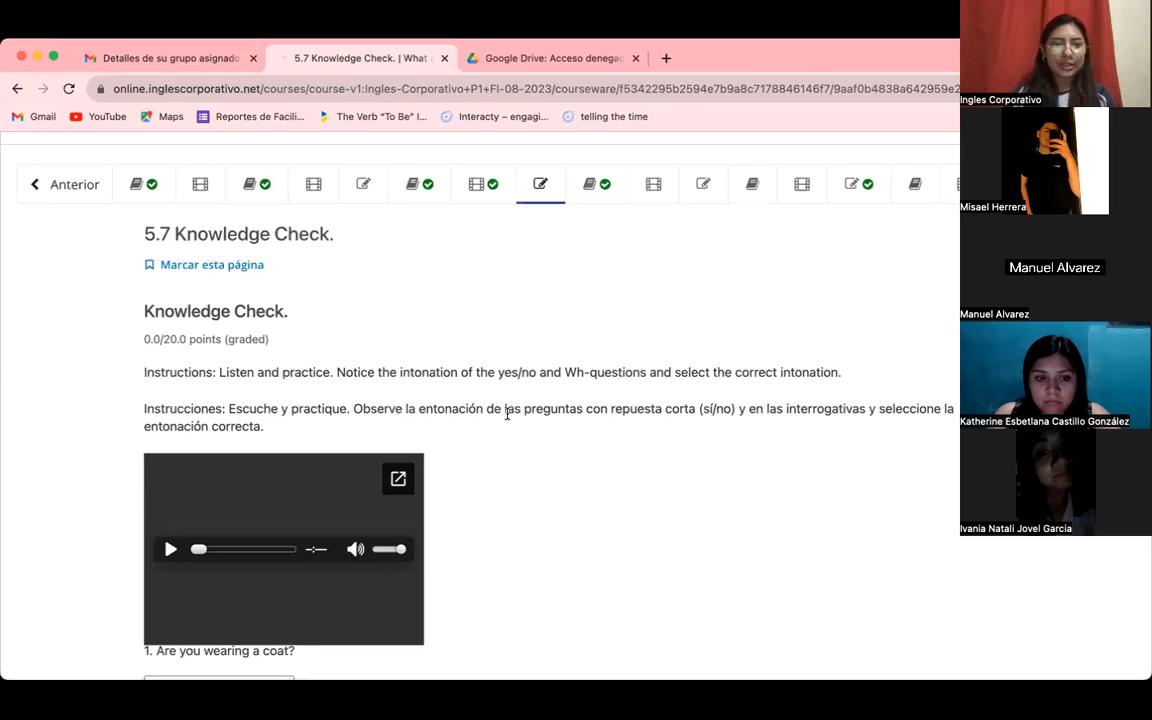 Detalles de su grupo asignado
5.7 Knowledge Check. | What
Google Drive: Acceso denega
online.inglescorporativo.net/courses/course-v1:Ingles-Corporativo+P1+FI-08-2023/courseware/f5342295b2594e7b9a8c7178846146f7/9aaf0b4838a642959e2
Gmail
YouTube
Maps
Reportes de Facili...
The Verb “To Be” I...
Interacty – engagi...
telling the time
Anterior
5.7 Knowledge Check.
Marcar esta página
Knowledge Check.
0.0/20.0 points (graded)
Instructions: Listen and practice. Notice the intonation of the yes/no and Wh-questions and select the correct intonation.
Instrucciones: Escuche y practique. Observe la entonación de las preguntas con repuesta corta (sí/no) y en las interrogativas y seleccione la
entonación correcta.
-:--
1. Are you wearing a coat?
Ingles Corporativo
Misael Herrera
Manuel Alvarez
Manuel Alvarez
Katherine Esbetlana Castillo González
Ivania Natali Jovel Garcia